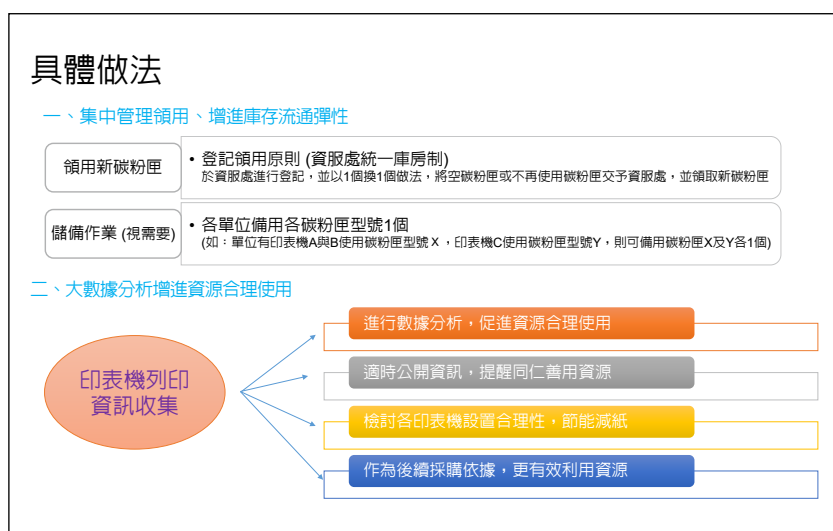 具體做法
一、集中管理領用、增進庫存流通彈性
領用新碳粉匣
• 登記領用原則 (資服處統一庫房制)
於資服處進行登記，並以1個換1個做法，將空碳粉匣或不再使用碳粉匣交予資服處，並領取新碳粉匣
儲備作業 (視需要)
• 各單位備用各碳粉匣型號1個
(如：單位有印表機A與B使用碳粉匣型號X，印表機C使用碳粉匣型號Y，則可備用碳粉匣X及Y各1個)
二、大數據分析增進資源合理使用
印表機列印
資訊收集
進行數據分析，促進資源合理使用
適時公開資訊，提醒同仁善用資源
檢討各印表機設置合理性，節能減紙
作為後續採購依據，更有效利用資源